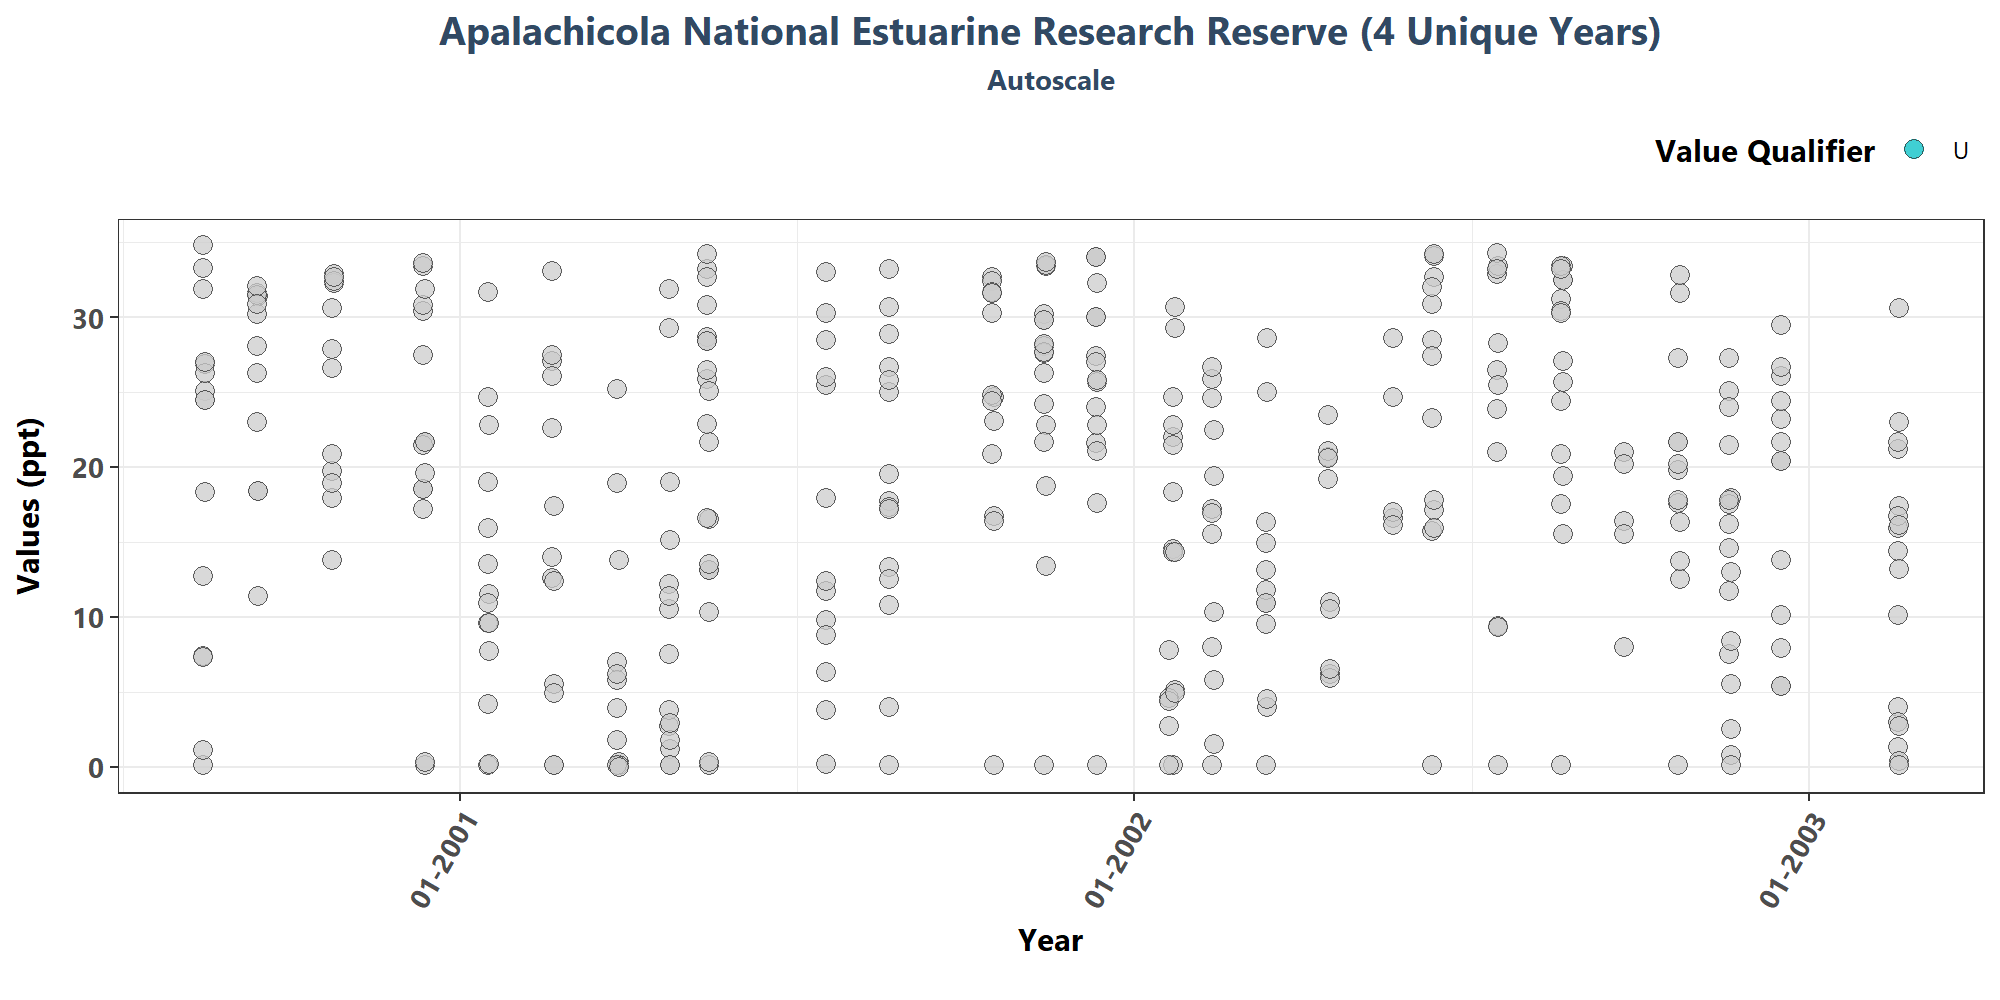 Apalachicola National Estuarine Research Reserve (4 Unique Years)
Autoscale
Value Qualifier U
Values (ppt)
30
20
10
0
01-2001
01-2002
01-2003
Year